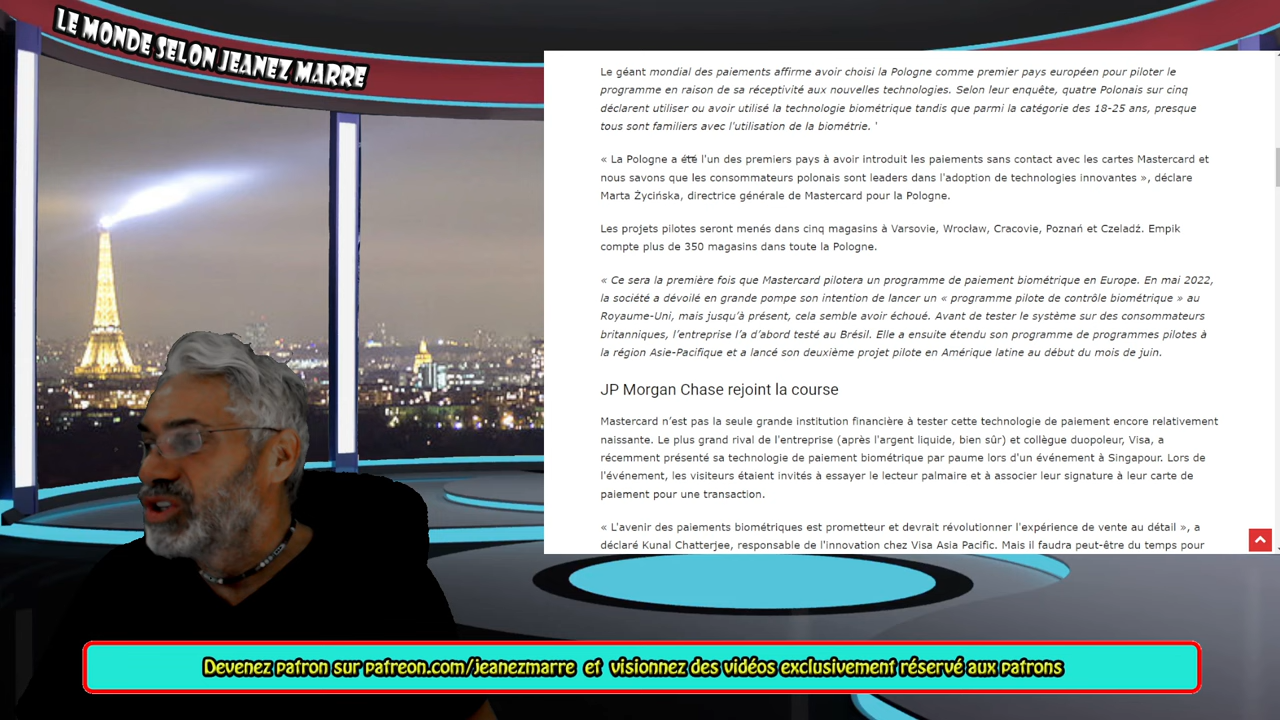 LE MONDE SELON JEANEZ MARRE
Le géant mondial des paiements affirme avoir choisi la Pologne comme premier pays européen pour piloter le
programme en raison de sa réceptivité aux nouvelles technologies. Selon leur enquête, quatre Polonais sur cinq
déclarent utiliser ou avoir utilisé la technologie biométrique tandis que parmi la catégorie des 18-25 ans, presque
tous sont familiers avec l'utilisation de la biométrie. '
« La Pologne a été l'un des premiers pays à avoir introduit les paiements sans contact avec les cartes Mastercard et
nous savons que les consommateurs polonais sont leaders dans l'adoption de technologies innovantes », déclare
Marta Życińska, directrice générale de Mastercard pour la Pologne.
Les projets pilotes seront menés dans cinq magasins à Varsovie, Wrocław, Cracovie, Poznań et Czeladź. Empik
compte plus de 350 magasins dans toute la Pologne.
« Ce sera la première fois que Mastercard pilotera un programme de paiement biométrique en Europe. En mai 2022,
la société a dévoilé en grande pompe son intention de lancer un « programme pilote de contrôle biométrique » au
Royaume-Uni, mais jusqu’à présent, cela semble avoir échoué. Avant de tester le système sur des consommateurs
britanniques, l’entreprise l’a d’abord testé au Brésil. Elle a ensuite étendu son programme de programmes pilotes à
la région Asie-Pacifique et a lancé son deuxième projet pilote en Amérique latine au début du mois de juin.
JP Morgan Chase rejoint la course
Mastercard n’est pas la seule grande institution financière à tester cette technologie de paiement encore relativement
naissante. Le plus grand rival de l'entreprise (après l'argent liquide, bien sûr) et collègue duopoleur, Visa, a
récemment présenté sa technologie de paiement biométrique par paume lors d'un événement à Singapour. Lors de
l'événement, les visiteurs étaient invités à essayer le lecteur palmaire et à associer leur signature à leur carte de
paiement pour une transaction.
« L'avenir des paiements biométriques est prometteur et devrait révolutionner l'expérience de vente au détail », a
déclaré Kunal Chatterjee, responsable de l'innovation chez Visa Asia Pacific. Mais il faudra peut-être du temps pour
Devenez patron sur patreon.com/jeanezmarre et visionnez des vidéos exclusivement réservé aux patrons